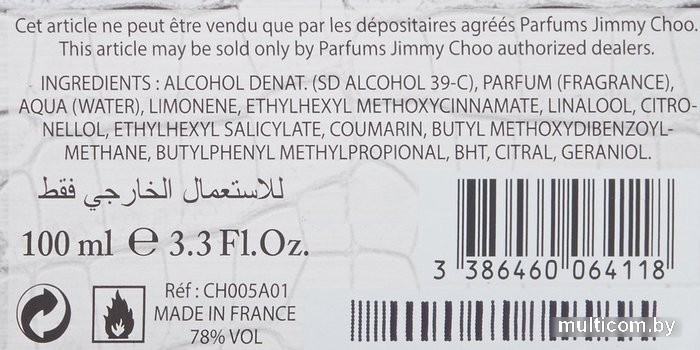 Cet article ne peut être vendu que par les dépositaires agréés Parfums Jimmy Choo.
This article may be sold only by Parfums Jimmy Choo authorized dealers.
INGREDIENTS : ALCOHOL DENAT. (SD ALCOHOL 39-C), PARFUM (FRAGRANCE),
AQUA (WATER), LIMONENE, ETHYLHEXYL METHOXYCINNAMATE, LINALOOL, CITRO-
NELLOL, ETHYLHEXYL SALICYLATE, COUMARIN, BUTYL METHOXYDIBENZOYL-
METHANE, BUTYLPHENYL METHYLPROPIONAL, BHT, CITRAL, GERANIOL.
للاستعمال الخارجي فقط
100 ml ℮ 3.3 Fl.Oz.
3 386460 064118
Réf : CH005A01
MADE IN FRANCE
78% VOL
multicom.by